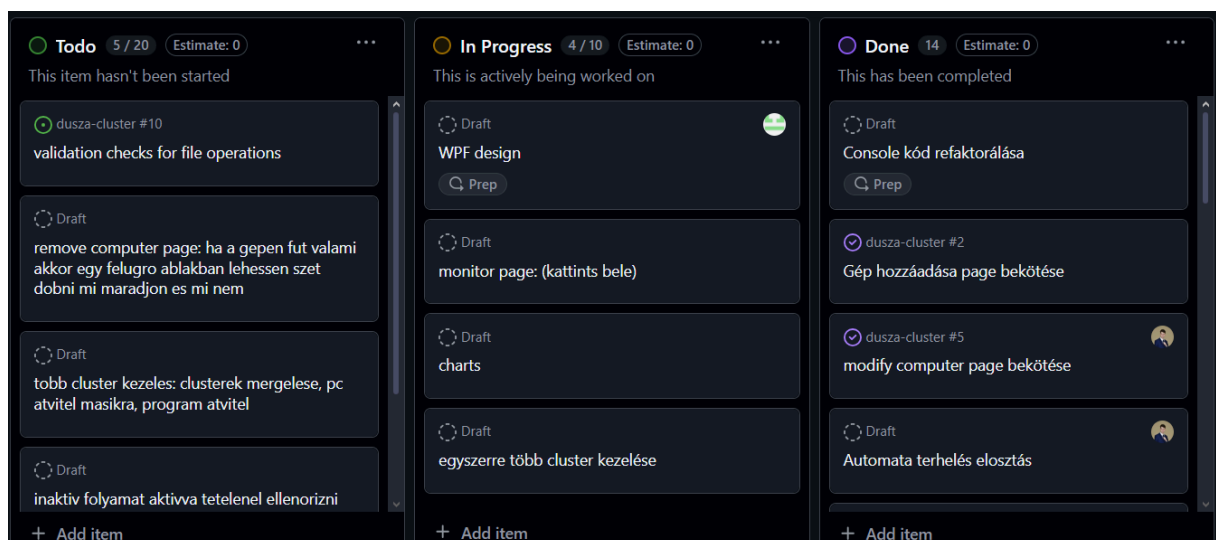 Todo 5 / 20 Estimate: 0
This item hasn't been started
dusza-cluster #10
validation checks for file operations
Draft
remove computer page: ha a gepen fut valami
akkor egy felugro ablakban lehessen szet
dobni mi maradjon es mi nem
Draft
tobb cluster kezeles: clusterek mergelese, pc
atvitel masikra, program atvitel
Draft
inaktiv folyamat aktivva tetelenel ellenorizni
+ Add item
In Progress 4 / 10 Estimate: 0
This is actively being worked on
Draft
WPF design
Prep
Draft
monitor page: (kattints bele)
Draft
charts
Draft
egyszerre több cluster kezelése
+ Add item
Done 14 Estimate: 0
This has been completed
Draft
Console kód refaktorálása
Prep
dusza-cluster #2
Gép hozzáadása page bekötése
dusza-cluster #5
modify computer page bekötése
Draft
Automata terhelés elosztás
+ Add item